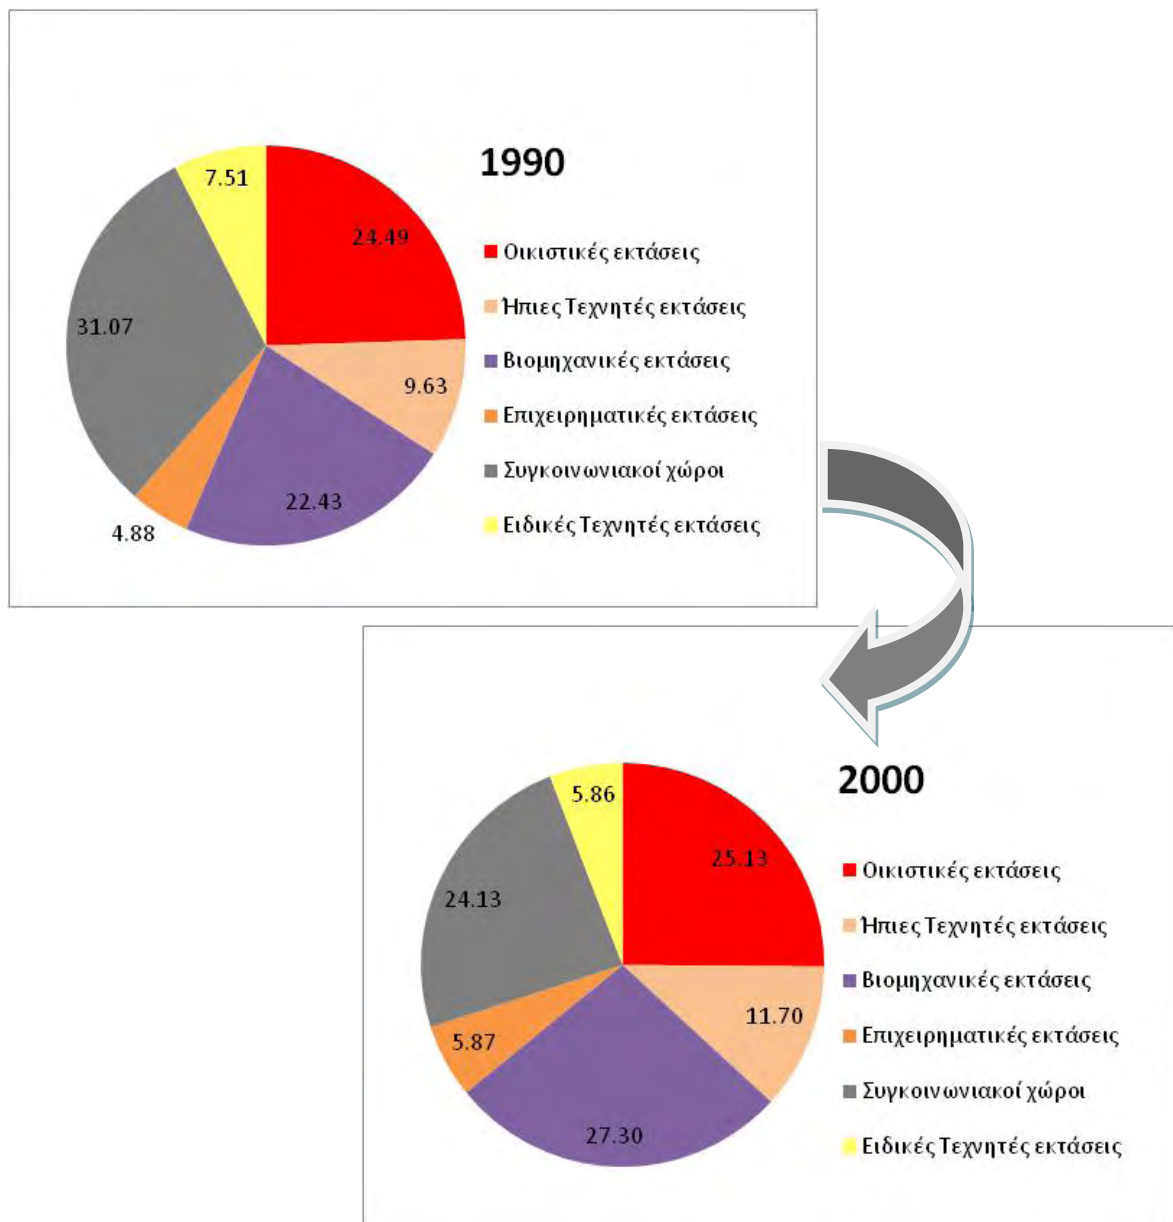 1990
7.51
24.49
31.07
9.63
22.43
4.88
Οικιστικές εκτάσεις
Ήπιες Τεχνητές εκτάσεις
Βιομηχανικές εκτάσεις
Επιχειρηματικές εκτάσεις
Συγκοινωνιακοί χώροι
Ειδικές Τεχνητές εκτάσεις
2000
5.86
25.13
24.13
11.70
5.87
27.30
Οικιστικές εκτάσεις
Ήπιες Τεχνητές εκτάσεις
Βιομηχανικές εκτάσεις
Επιχειρηματικές εκτάσεις
Συγκοινωνιακοί χώροι
Ειδικές Τεχνητές εκτάσεις